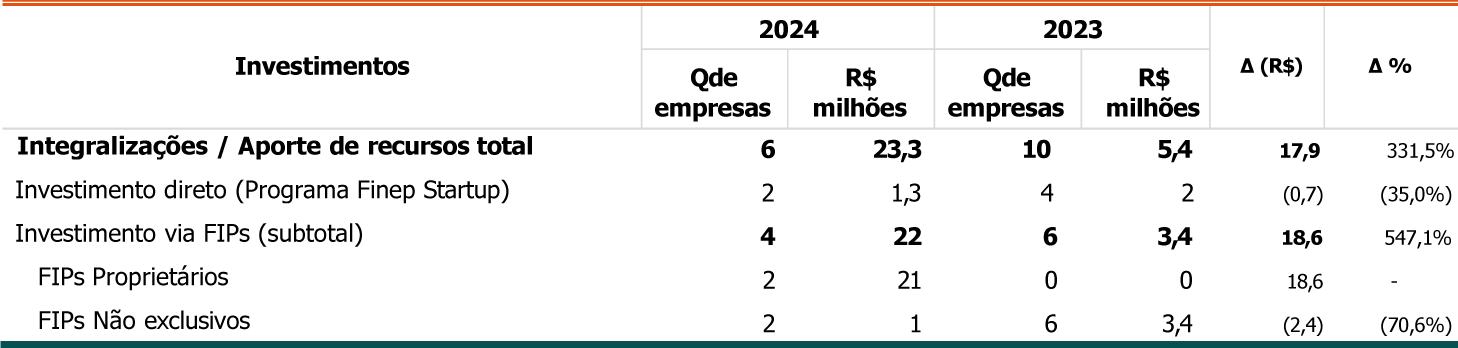 Investimentos 2024 2023 Δ (R$) Δ %
Qde empresas R$ milhões Qde empresas R$ milhões
Integralizações / Aporte de recursos total 6 23,3 10 5,4 17,9 331,5%
Investimento direto (Programa Finep Startup) 2 1,3 4 2 (0,7) (35,0%)
Investimento via FIPs (subtotal) 4 22 6 3,4 18,6 547,1%
FIPs Proprietários 2 21 0 0 18,6 -
FIPs Não exclusivos 2 1 6 3,4 (2,4) (70,6%)